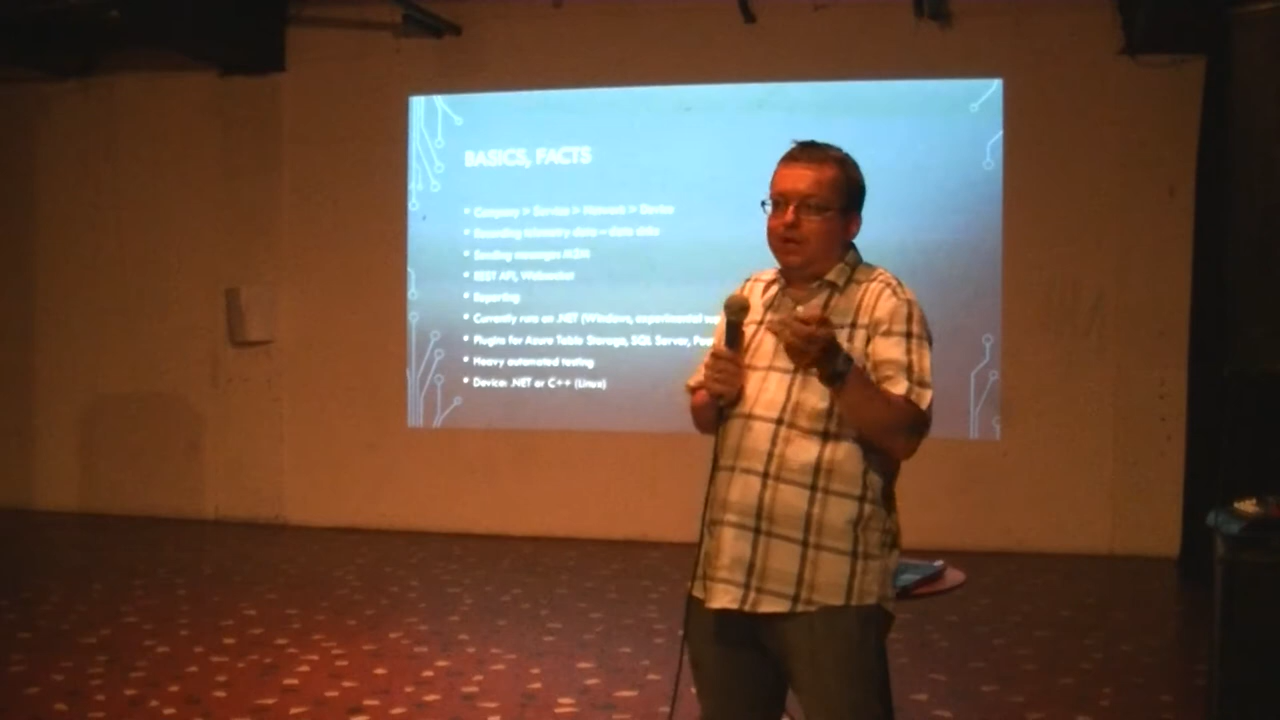 BASICS, FACTS
Company > Service > Network > Device
Recording telemetry data – data sinks
Sending messages M2M
REST API, Websocket
Reporting
Currently runs on .NET (Windows, experimental
Plugins for Azure Table Storage, SQL Server,
Heavy automated testing
Device: .NET or C++ (Linux)